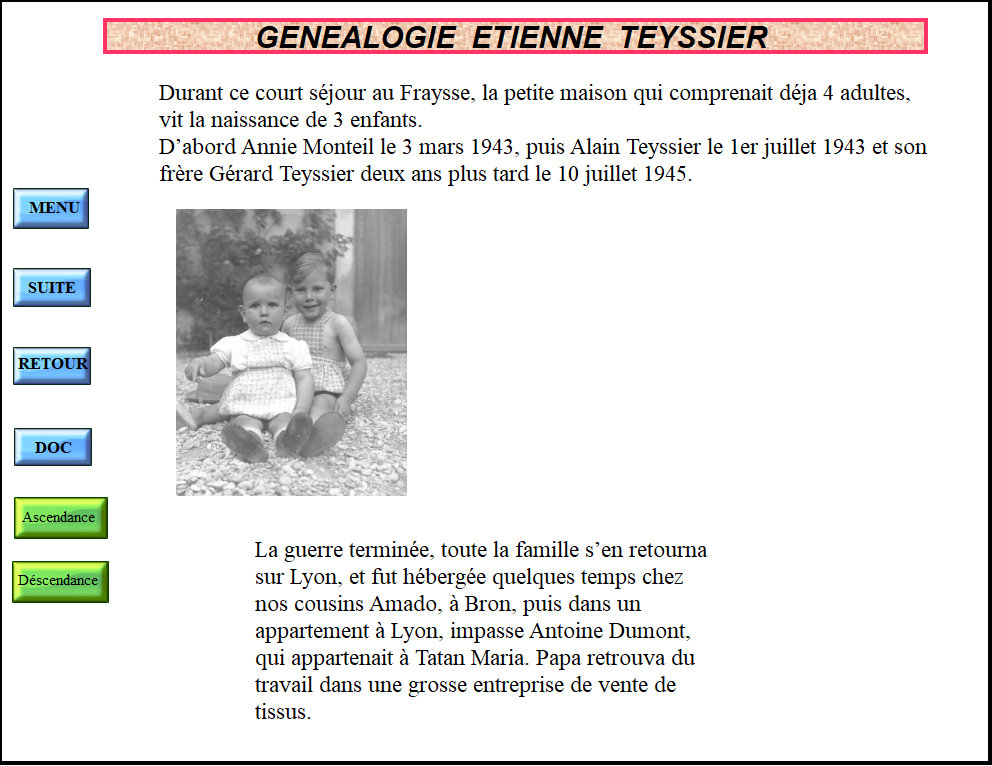 GENEALOGIE ETIENNE TEYSSIER
Durant ce court séjour au Fraysse, la petite maison qui comprenait déja 4 adultes,
vit la naissance de 3 enfants.
D’abord Annie Monteil le 3 mars 1943, puis Alain Teyssier le 1er juillet 1943 et son
frère Gérard Teyssier deux ans plus tard le 10 juillet 1945.
MENU
SUITE
RETOUR
DOC
Ascendance
Déscendance
La guerre terminée, toute la famille s’en retourna
sur Lyon, et fut hébergée quelques temps chez
nos cousins Amado, à Bron, puis dans un
appartement à Lyon, impasse Antoine Dumont,
qui appartenait à Tatan Maria. Papa retrouva du
travail dans une grosse entreprise de vente de
tissus.